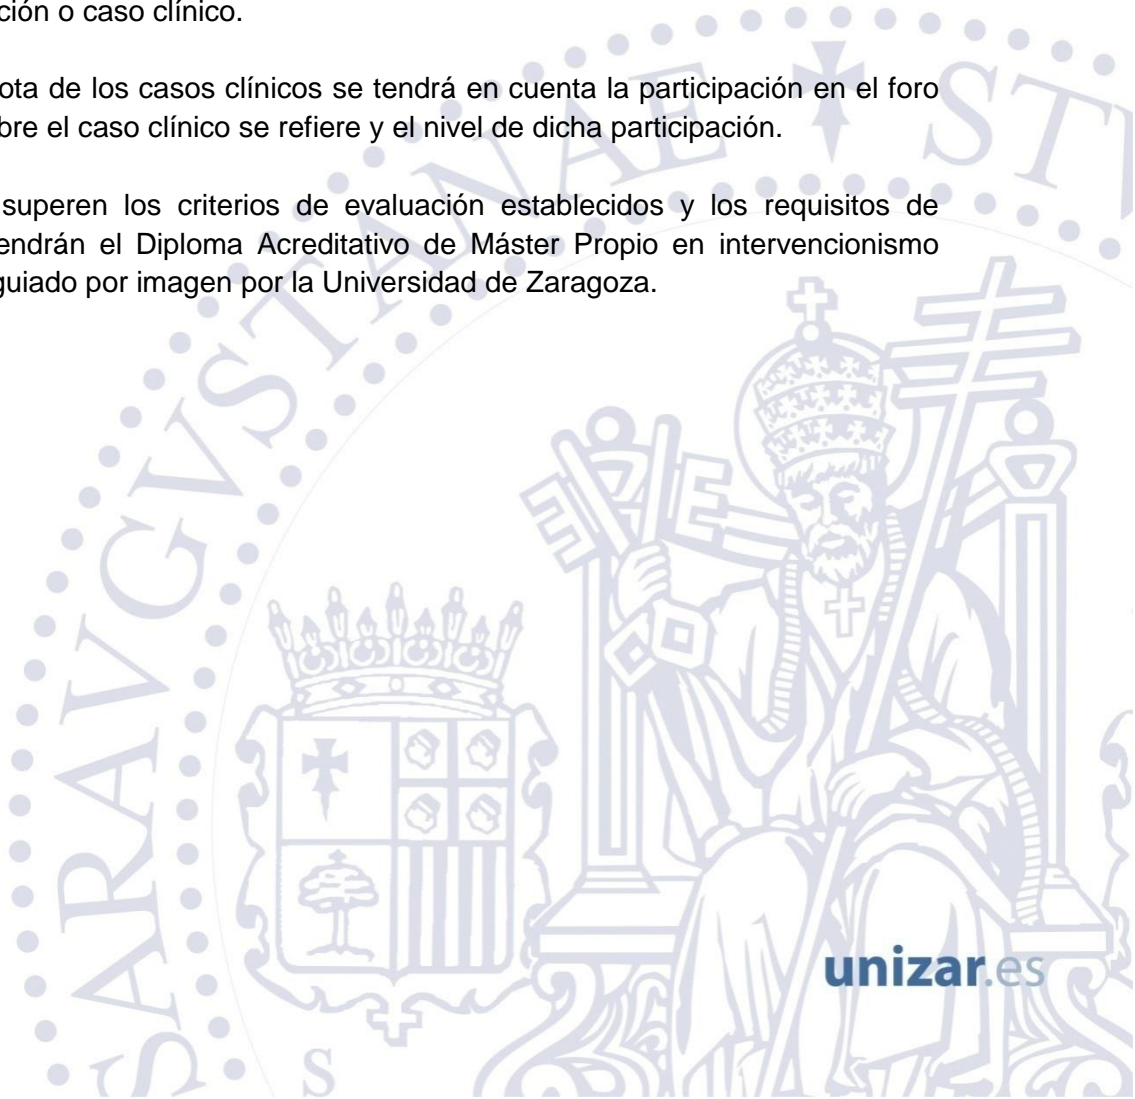 ción o caso clínico.
ota de los casos clínicos se tendrá en cuenta la participación en el foro
bre el caso clínico se refiere y el nivel de dicha participación.
superen los criterios de evaluación establecidos y los requisitos de
endrán el Diploma Acreditativo de Máster Propio en intervencionismo
guiado por imagen por la Universidad de Zaragoza.
SARAVGVSTANAE
STV
S
unizar.es